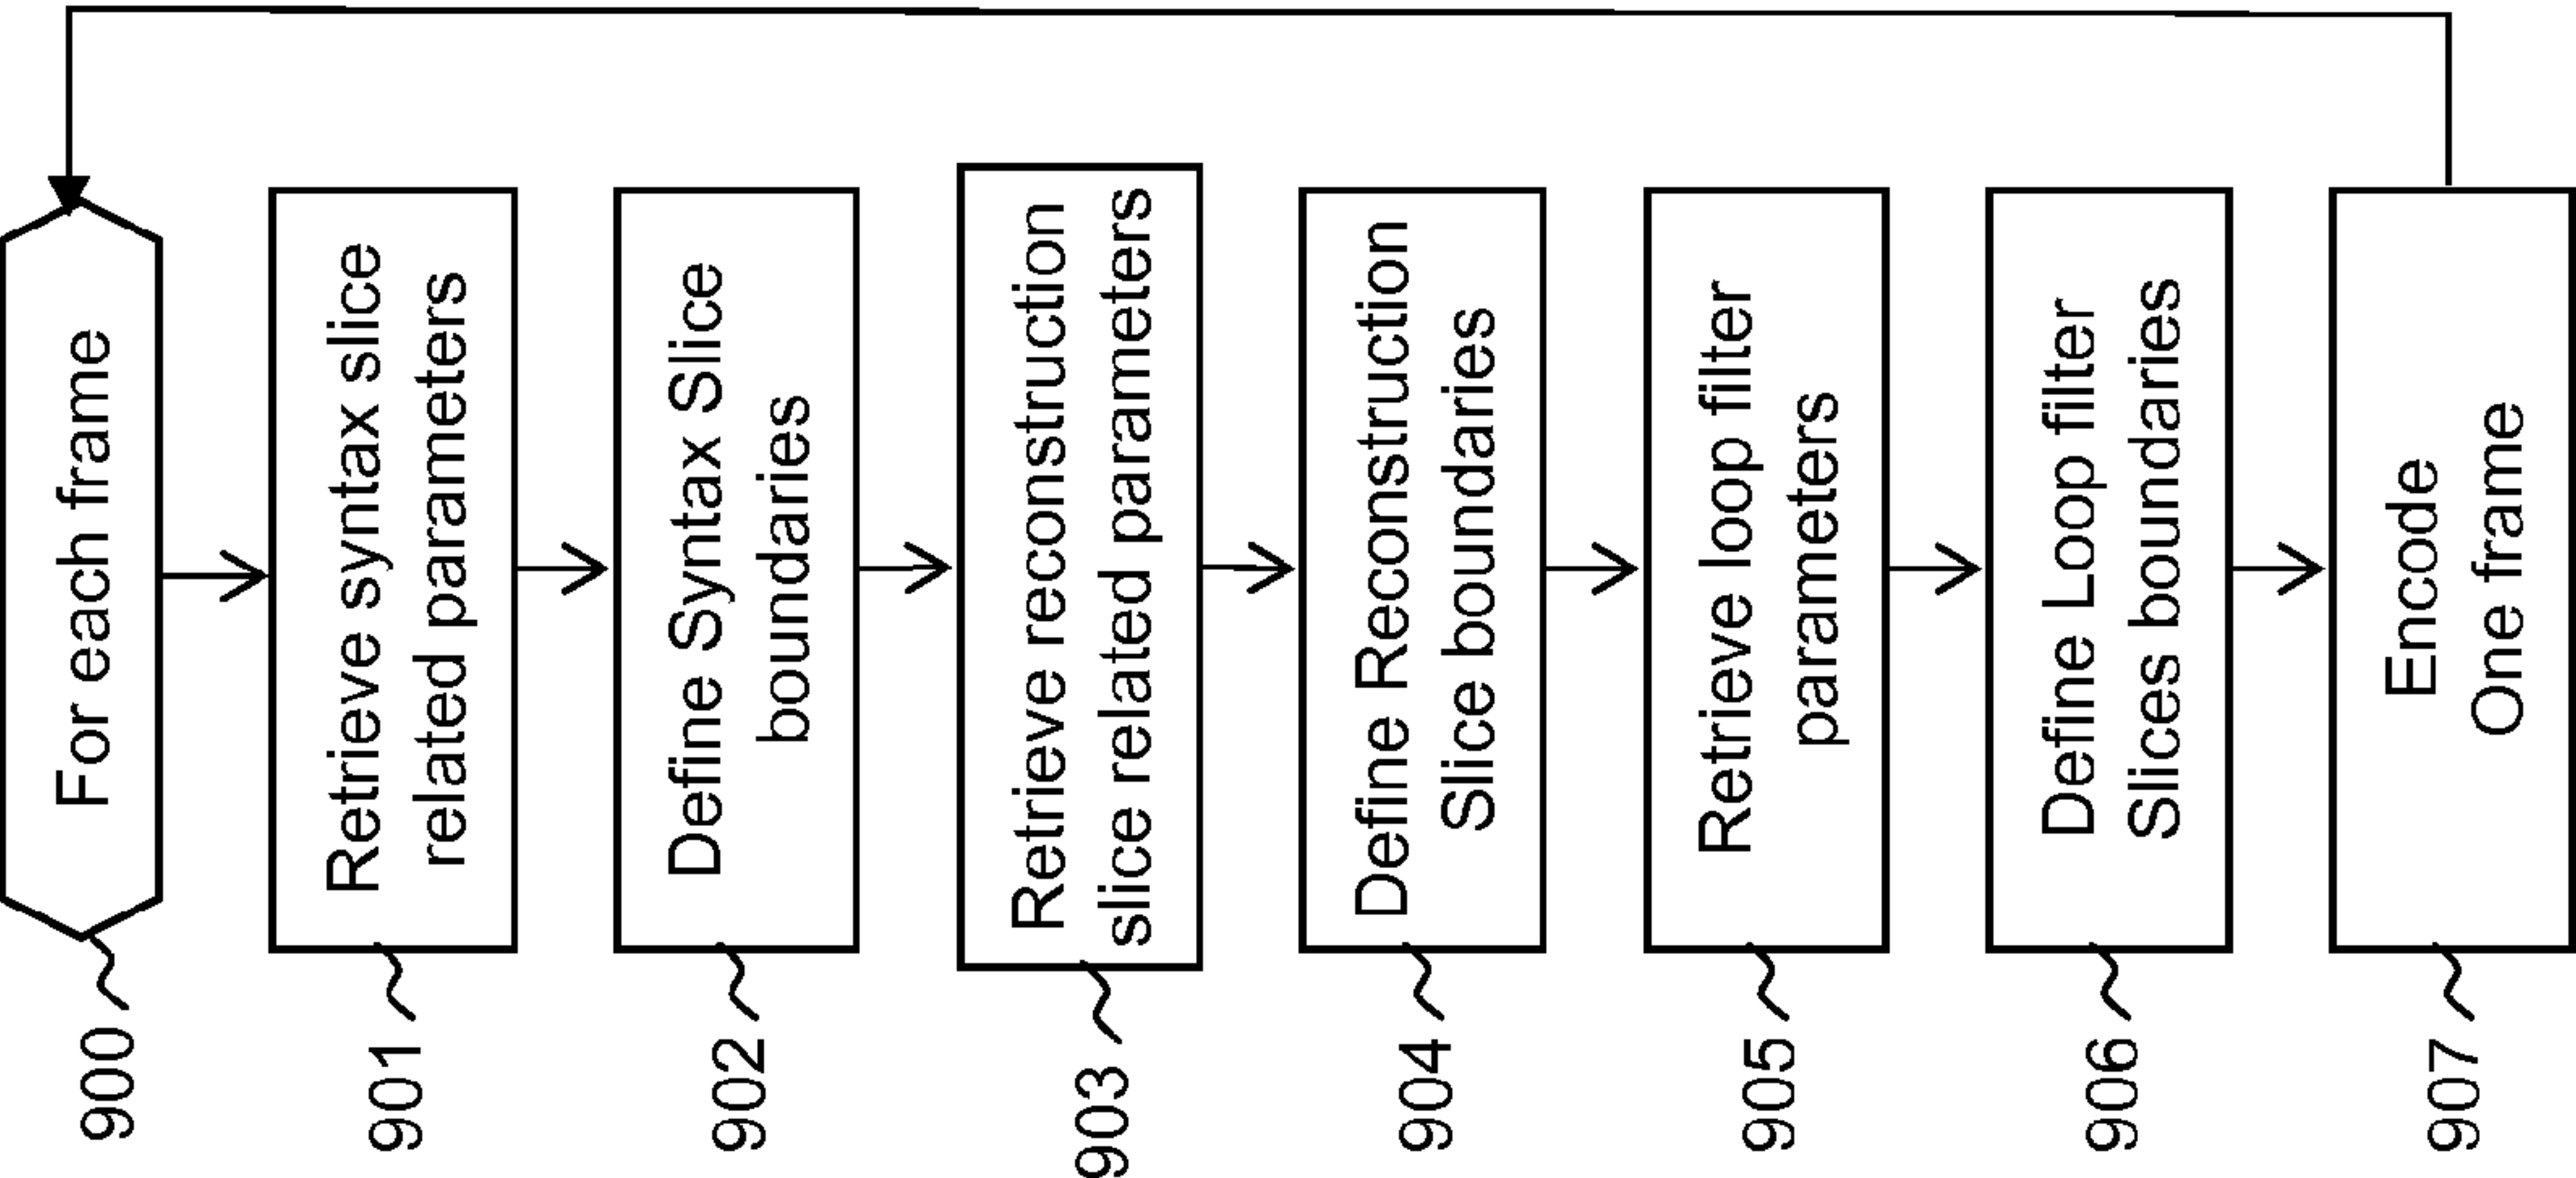 For each frame
900
Retrieve syntax slice
related parameters
901
Define Syntax Slice
boundaries
902
Retrieve reconstruction
slice related parameters
903
Define Reconstruction
Slice boundaries
904
Retrieve loop filter
parameters
905
Define Loop filter
Slices boundaries
906
Encode
One frame
907